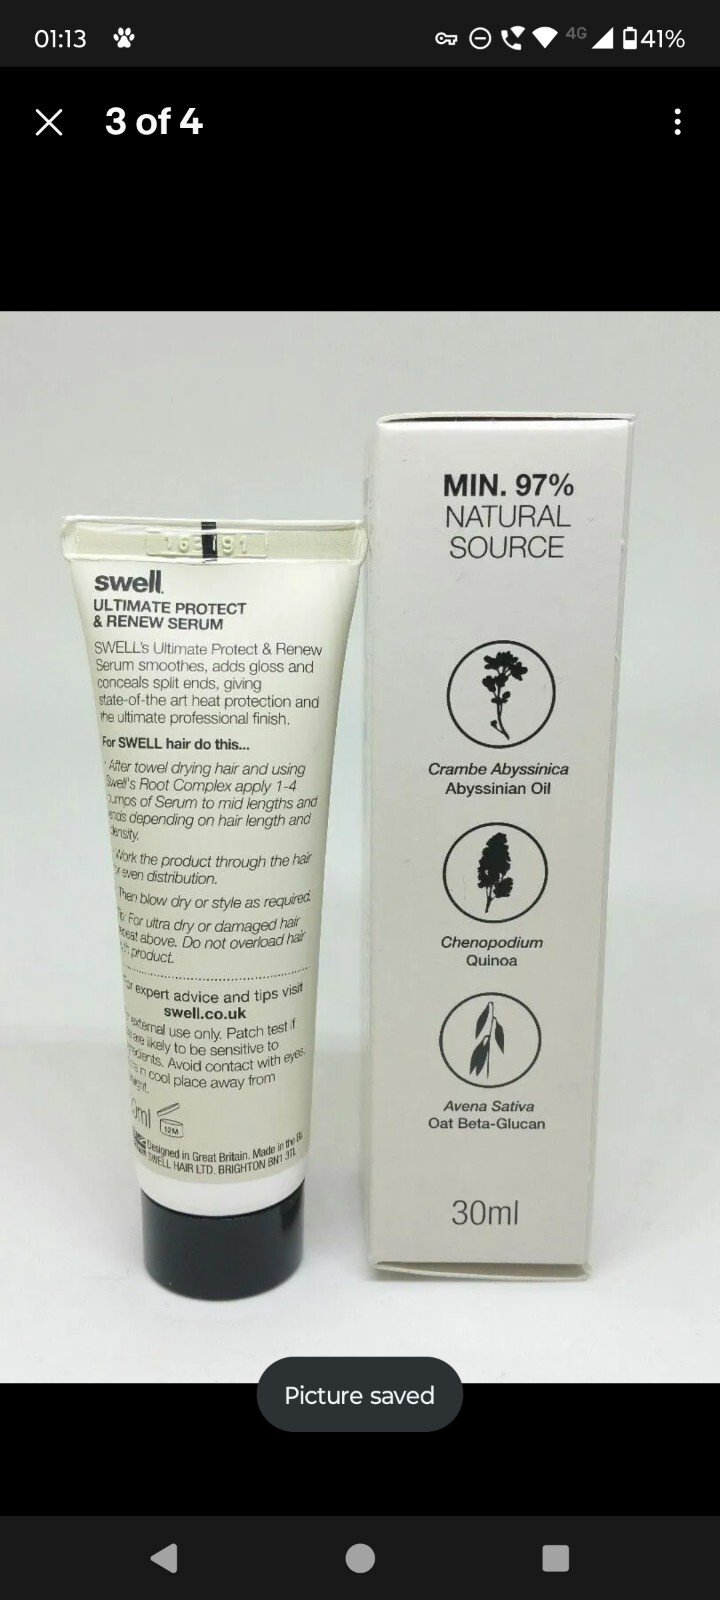 01:13
4G
41%
3 of 4
swell.
ULTIMATE PROTECT
& RENEW SERUM
SWELL's Ultimate Protect & Renew
Serum smoothes, adds gloss and
conceals split ends, giving
state-of-the art heat protection and
the ultimate professional finish.
For SWELL hair do this...
After towel drying hair and using
Swell's Root Complex apply 1-4
pumps of Serum to mid lengths and
ends depending on hair length and
density.
Work the product through the hair
for even distribution.
Then blow dry or style as required.
For ultra dry or damaged hair
repeat above. Do not overload hair
product.
For expert advice and tips visit
swell.co.uk
external use only. Patch test if
likely to be sensitive to
Avoid contact with eyes.
in cool place away from
12M
Designed in Great Britain. Made in the
SWELL HAIR LTD, BRIGHTON BN1
MIN. 97%
NATURAL
SOURCE
Crambe Abyssinica
Abyssinian Oil
Chenopodium
Quinoa
Avena Sativa
Oat Beta-Glucan
30ml
Picture saved